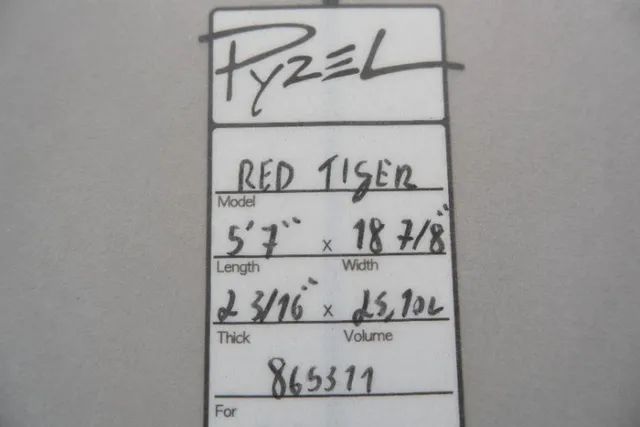 PYZEL
RED TIGER
Model
5'7" x 18 7/8"
Length Width
2 3/16" x 25,10L
Thick Volume
865311
For